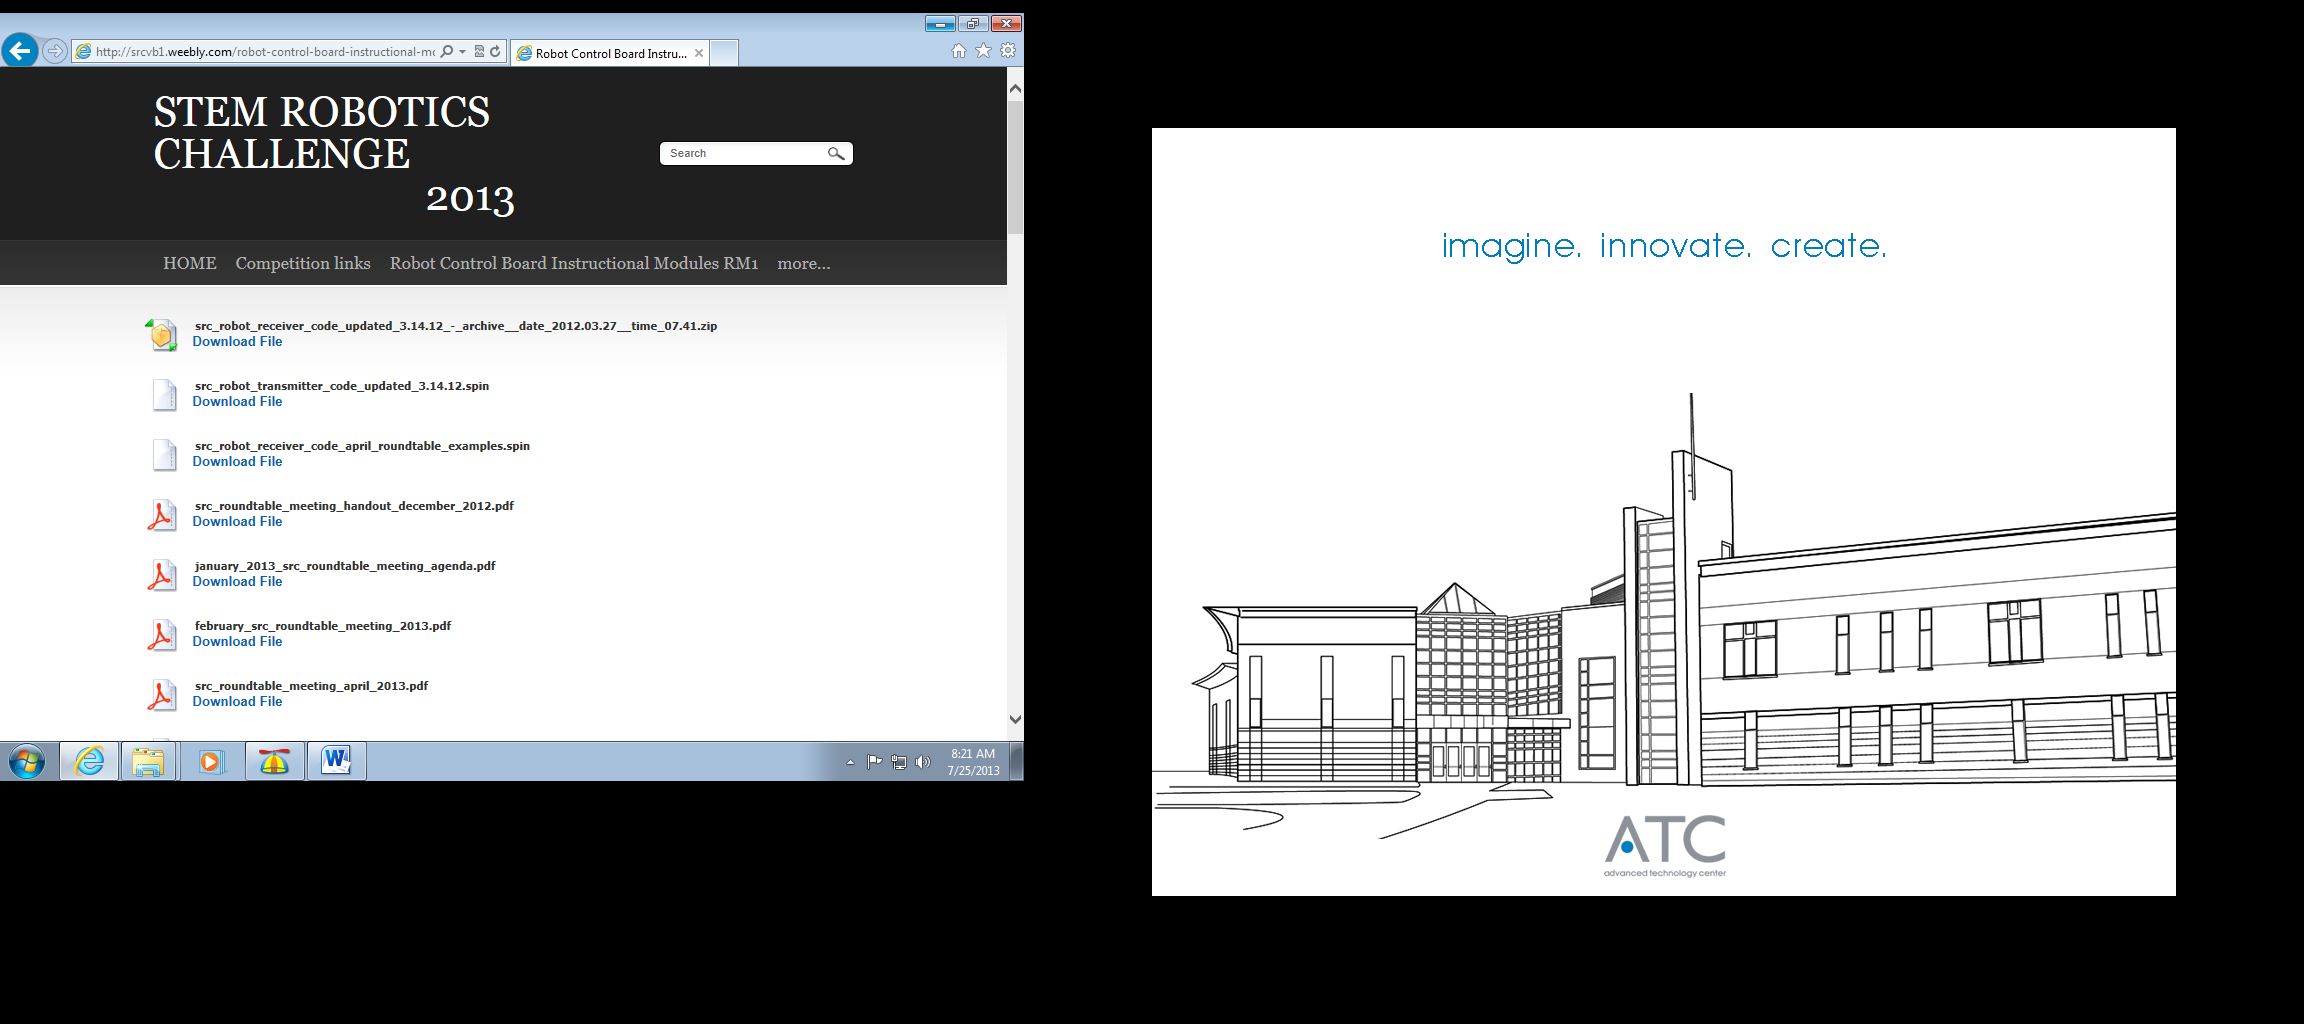 http://srcvb1.weebly.com/robot-control-board-instructional-mo
Robot Control Board Instru...
STEM ROBOTICS
CHALLENGE
2013
Search
HOME Competition links Robot Control Board Instructional Modules RM1 more...
src_robot_receiver_code_updated_3.14.12_-_archive__date_2012.03.27__time_07.41.zip
Download File
src_robot_transmitter_code_updated_3.14.12.spin
Download File
src_robot_receiver_code_april_roundtable_examples.spin
Download File
src_roundtable_meeting_handout_december_2012.pdf
Download File
january_2013_src_roundtable_meeting_agenda.pdf
Download File
february_src_roundtable_meeting_2013.pdf
Download File
src_roundtable_meeting_april_2013.pdf
Download File
8:21 AM
7/25/2013
imagine. innovate. create.
ATC
advanced technology center